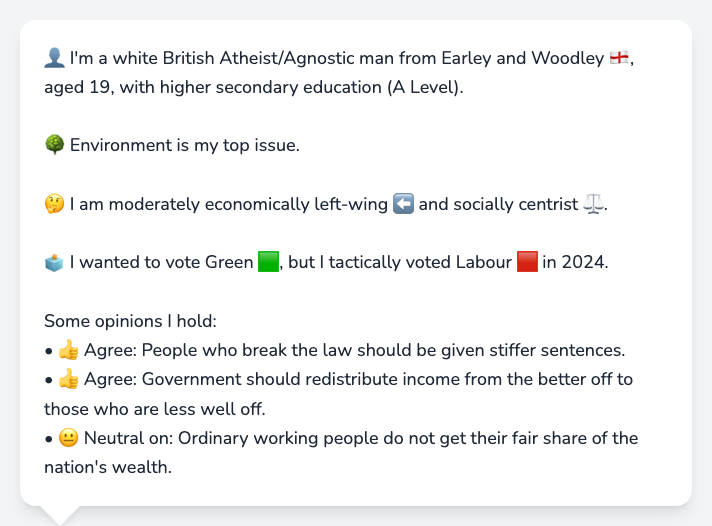 👤 I'm a white British Atheist/Agnostic man from Earley and Woodley 🏴󠁧󠁢󠁥󠁮󠁧󠁿,
aged 19, with higher secondary education (A Level).
🌳 Environment is my top issue.
🤔 I am moderately economically left-wing ⬅️ and socially centrist ⚖️.
🗳️ I wanted to vote Green 🟩, but I tactically voted Labour 🟥 in 2024.
Some opinions I hold:
• 👍 Agree: People who break the law should be given stiffer sentences.
• 👍 Agree: Government should redistribute income from the better off to
those who are less well off.
• 😐 Neutral on: Ordinary working people do not get their fair share of the
nation's wealth.